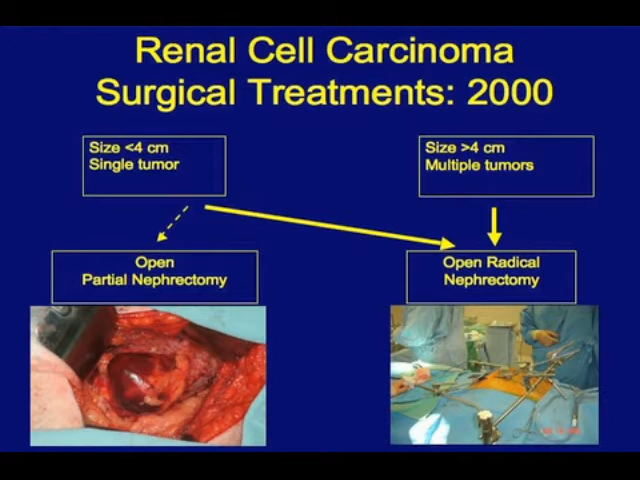 Renal Cell Carcinoma
Surgical Treatments: 2000
Size <4 cm
Single tumor
Size >4 cm
Multiple tumors
Open
Partial Nephrectomy
Open Radical
Nephrectomy